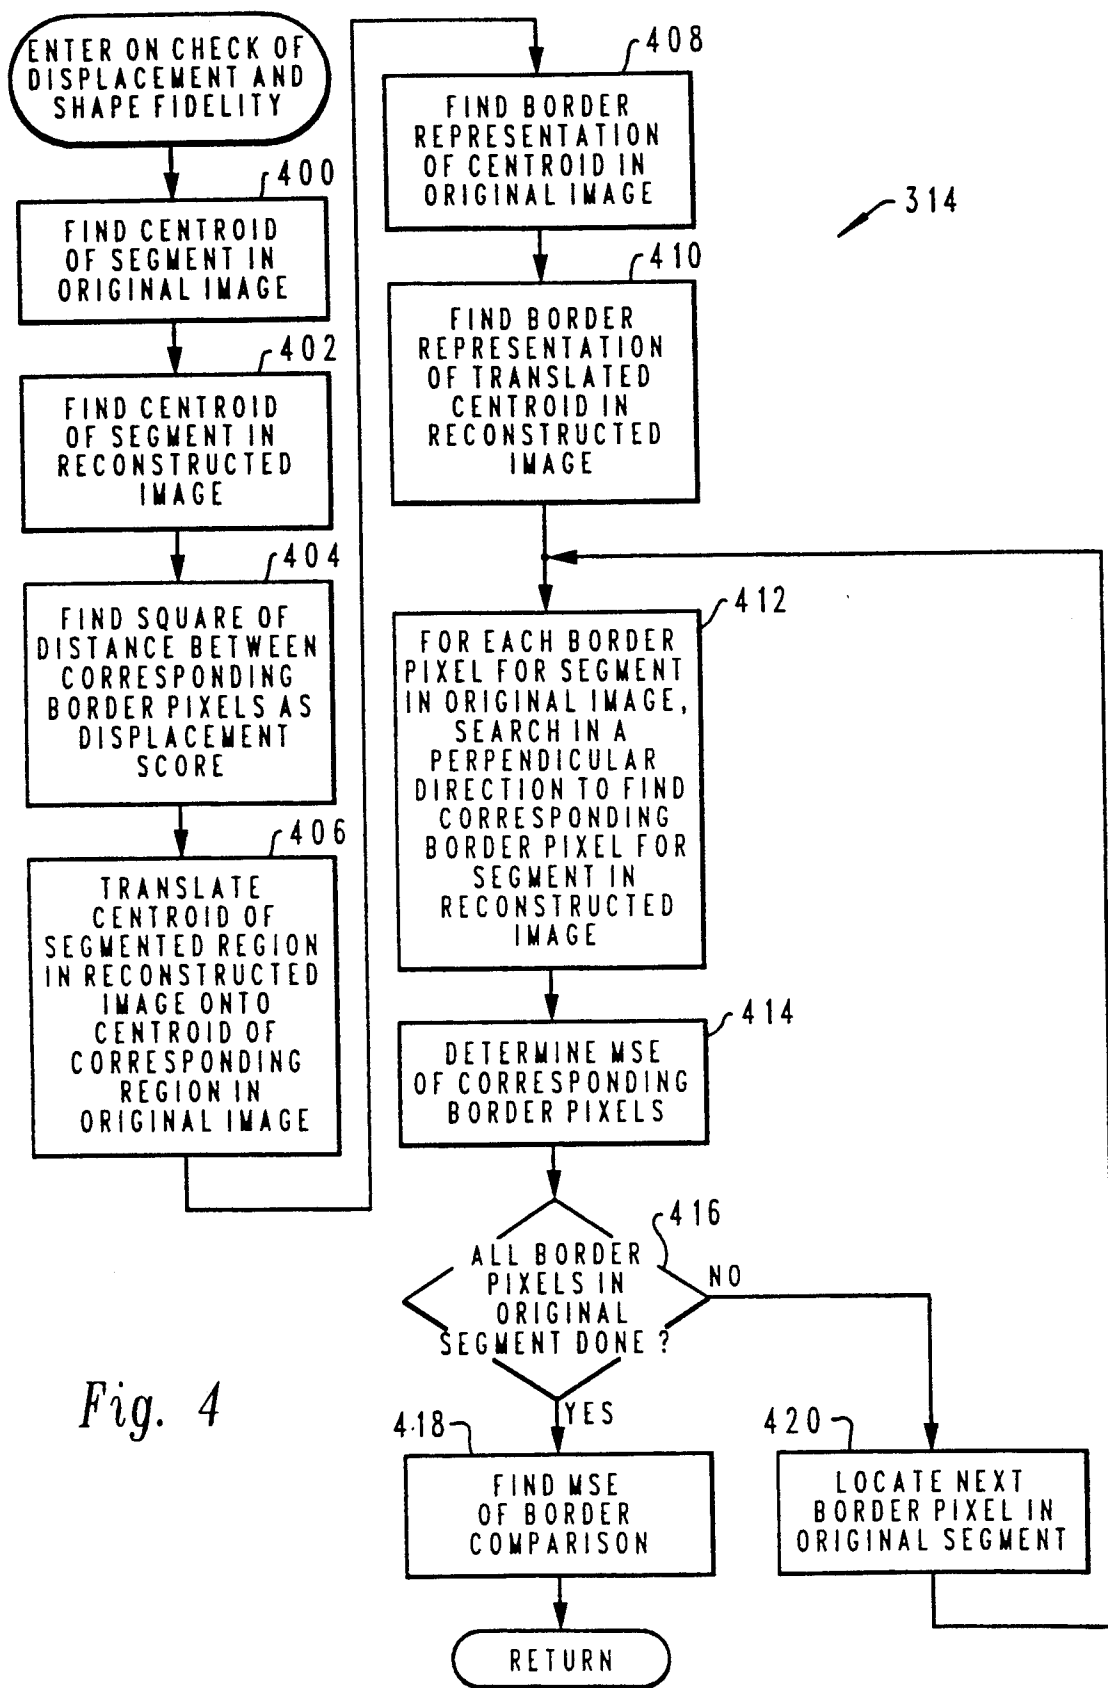 ENTER ON CHECK OF
DISPLACEMENT AND
SHAPE FIDELITY
400
FIND CENTROID
OF SEGMENT IN
ORIGINAL IMAGE
402
FIND CENTROID
OF SEGMENT IN
RECONSTRUCTED
IMAGE
404
FIND SQUARE OF
DISTANCE BETWEEN
CORRESPONDING
BORDER PIXELS AS
DISPLACEMENT
SCORE
406
TRANSLATE
CENTROID OF
SEGMENTED REGION
IN RECONSTRUCTED
IMAGE ONTO
CENTROID OF
CORRESPONDING
REGION IN
ORIGINAL IMAGE
408
FIND BORDER
REPRESENTATION
OF CENTROID IN
ORIGINAL IMAGE
314
410
FIND BORDER
REPRESENTATION
OF TRANSLATED
CENTROID IN
RECONSTRUCTED
IMAGE
412
FOR EACH BORDER
PIXEL FOR SEGMENT
IN ORIGINAL IMAGE,
SEARCH IN A
PERPENDICULAR
DIRECTION TO FIND
CORRESPONDING
BORDER PIXEL FOR
SEGMENT IN
RECONSTRUCTED
IMAGE
414
DETERMINE MSE
OF CORRESPONDING
BORDER PIXELS
416
ALL BORDER
PIXELS IN
ORIGINAL
SEGMENT DONE ?
NO
YES
418
FIND MSE
OF BORDER
COMPARISON
420
LOCATE NEXT
BORDER PIXEL IN
ORIGINAL SEGMENT
RETURN
Fig. 4